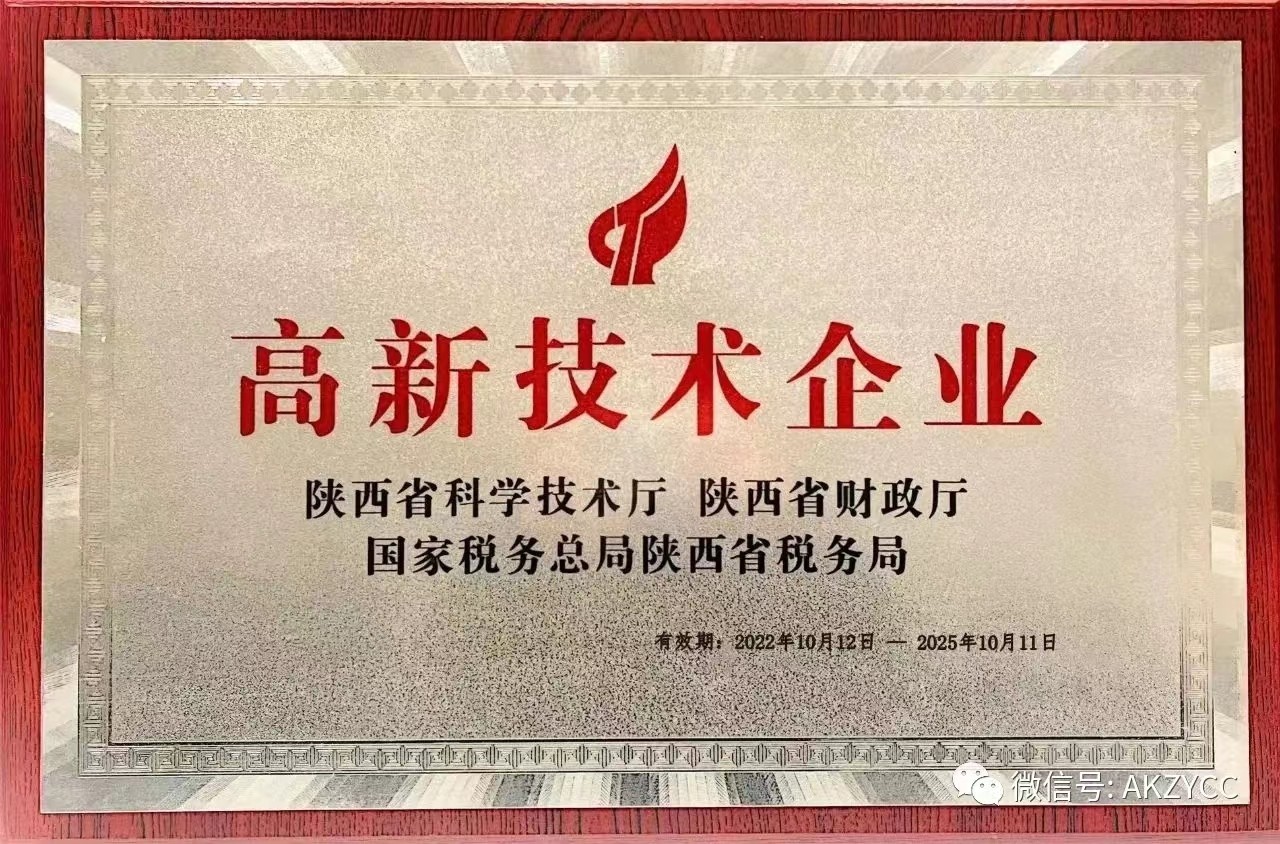 高新技术企业
陕西省科学技术厅 陕西省财政厅
国家税务总局陕西省税务局
有效期：2022年10月12日 — 2025年10月11日
微信号: AKZYCC